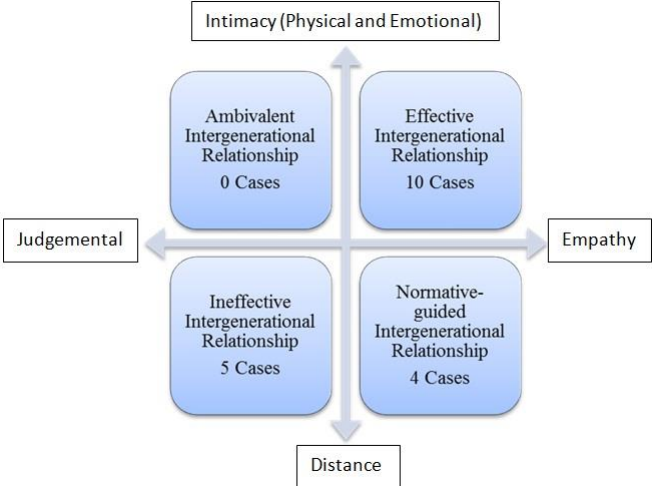 Intimacy (Physical and Emotional)
Ambivalent
Intergenerational
Relationship
0 Cases
Effective
Intergenerational
Relationship
10 Cases
Judgemental
Empathy
Ineffective
Intergenerational
Relationship
5 Cases
Normative-
guided
Intergenerational
Relationship
4 Cases
Distance